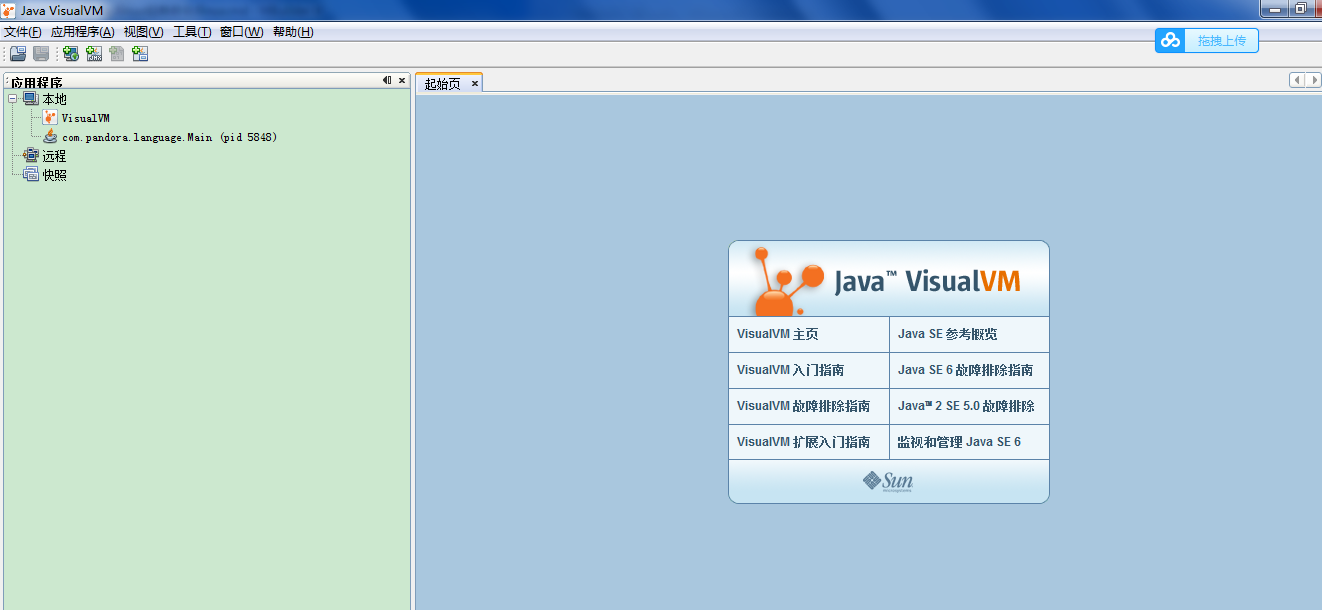 Java VisualVM
文件(F) 应用程序(A) 视图(V) 工具(T) 窗口(W) 帮助(H)
拖拽上传
应用程序
起始页
本地
VisualVM
com.pandora.language.Main (pid 5848)
远程
快照
Java™ VisualVM
VisualVM 主页
Java SE 参考概览
VisualVM 入门指南
Java SE 6 故障排除指南
VisualVM 故障排除指南
Java™ 2 SE 5.0 故障排除
VisualVM 扩展入门指南
监视和管理 Java SE 6
Sun